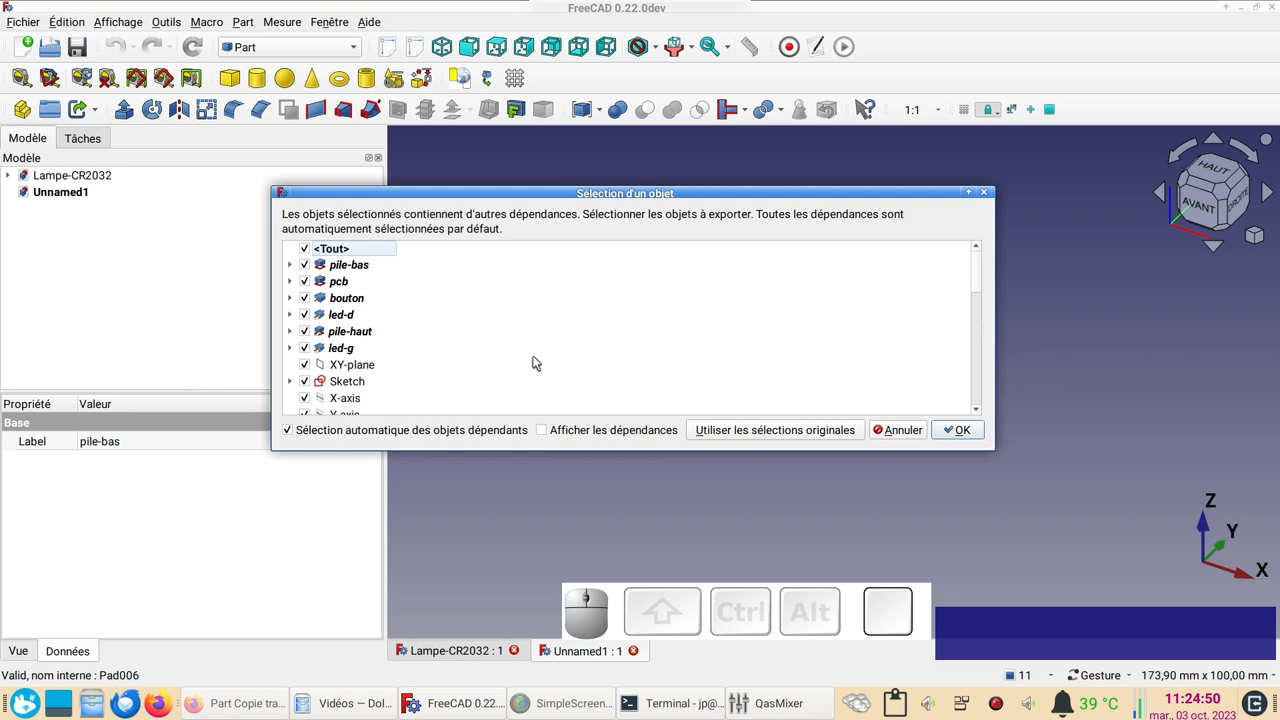 FreeCAD 0.22.0dev
Fichier Édition Affichage Outils Macro Part Mesure Fenêtre Aide
Part
1:1
Modèle Tâches
Modèle
Lampe-CR2032
Unnamed1
HAUT
AVANT
DROITE
Sélection d'un objet
Les objets sélectionnés contiennent d'autres dépendances. Sélectionner les objets à exporter. Toutes les dépendances sont
automatiquement sélectionnées par défaut.
<Tout>
pile-bas
pcb
bouton
led-d
pile-haut
led-g
XY-plane
Sketch
X-axis
Y-axis
Sélection automatique des objets dépendants Afficher les dépendances Utiliser les sélections originales Annuler OK
Propriété Valeur
Base
Label pile-bas
Z
Y
X
Ctrl Alt
Vue Données
Lampe-CR2032 : 1 Unnamed1 : 1
Valid, nom interne : Pad006 11 Gesture 173,90 mm x 100,00 mm
Part Copie tra... Vidéos — Dol... FreeCAD 0.22.... SimpleScreen... Terminal - jp@... QasMixer 39 °C 11:24:50
mar., 03 oct. 2023